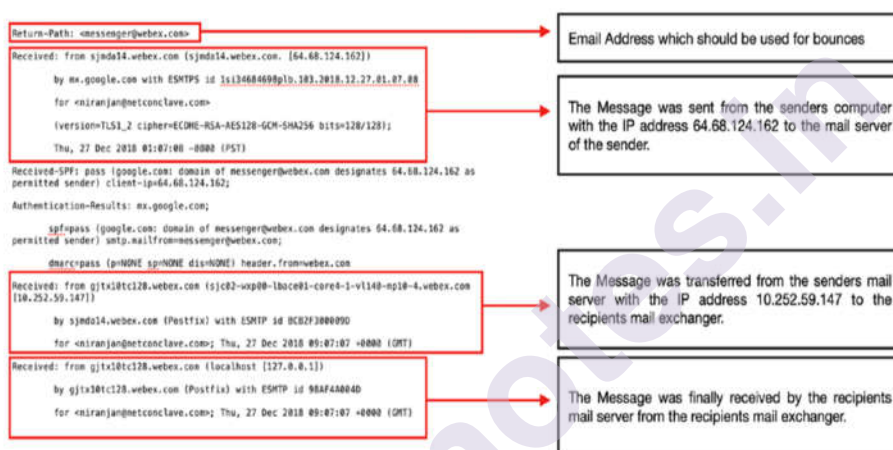 Return-Path: <messenger@webex.com>
Email Address which should be used for bounces
Received: from sjmda14.webex.com (sjmda14.webex.com. [64.68.124.162])
by mx.google.com with ESMTPS id 1si34684698plb.103.2018.12.27.01.07.08
for <niranjan@netconclave.com>
(version=TLS1_2 cipher=ECDHE-RSA-AES128-GCM-SHA256 bits=128/128);
Thu, 27 Dec 2018 01:07:08 -0800 (PST)
The Message was sent from the senders computer
with the IP address 64.68.124.162 to the mail server
of the sender.
Received-SPF: pass (google.com: domain of messenger@webex.com designates 64.68.124.162 as
permitted sender) client-ip=64.68.124.162;
Authentication-Results: mx.google.com;
spf=pass (google.com: domain of messenger@webex.com designates 64.68.124.162 as
permitted sender) smtp.mailfrom=messenger@webex.com;
dmarc=pass (p=NONE sp=NONE dis=NONE) header.from=webex.com
Received: from gjtx10tc128.webex.com (sjc02-wxp00-lbace01-core4-1-vl140-np10-4.webex.com
[10.252.59.147])
by sjmda14.webex.com (Postfix) with ESMTP id
for <niranjan@netconclave.com>; Thu, 27 Dec 2018 09:07:07 +0000 (GMT)
The Message was transferred from the senders mail
server with the IP address 10.252.59.147 to the
recipients mail exchanger.
Received: from gjtx10tc128.webex.com (localhost [127.0.0.1])
by gjtx10tc128.webex.com (Postfix) with ESMTP id 98AF4A004D
for <niranjan@netconclave.com>; Thu, 27 Dec 2018 09:07:07 +0000 (GMT)
The Message was finally received by the recipients
mail server from the recipients mail exchanger.
notes.in